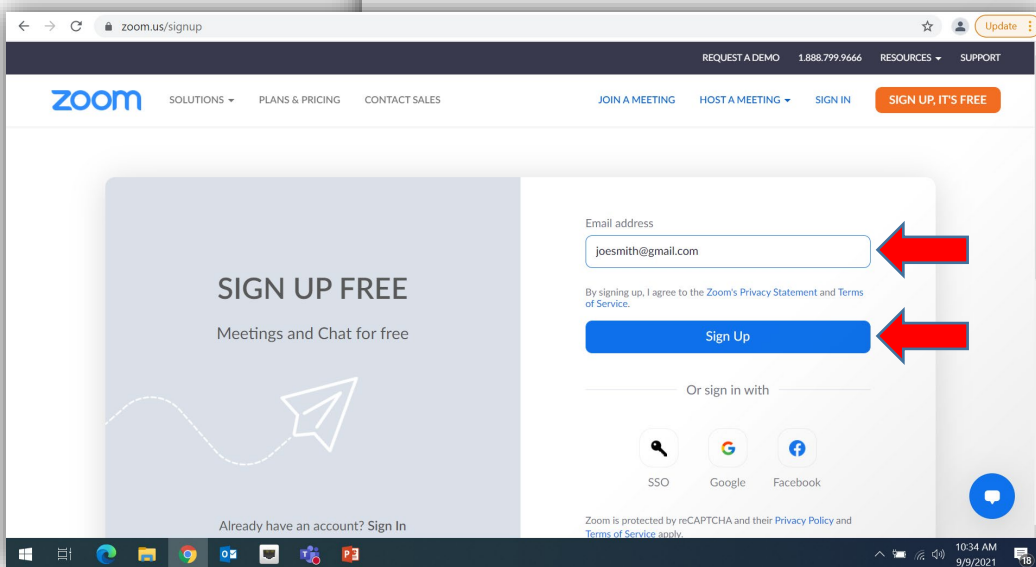 zoom.us/signup
Update
REQUEST A DEMO 1.888.799.9666 RESOURCES SUPPORT
zoom SOLUTIONS PLANS & PRICING CONTACT SALES JOIN A MEETING HOST A MEETING SIGN IN SIGN UP, IT'S FREE
SIGN UP FREE
Meetings and Chat for free
Already have an account? Sign In
Email address
joesmith@gmail.com
By signing up, I agree to the Zoom's Privacy Statement and Terms
of Service.
Sign Up
Or sign in with
SSO Google Facebook
Zoom is protected by reCAPTCHA and their Privacy Policy and
Terms of Service apply.
10:34 AM
9/9/2021
18